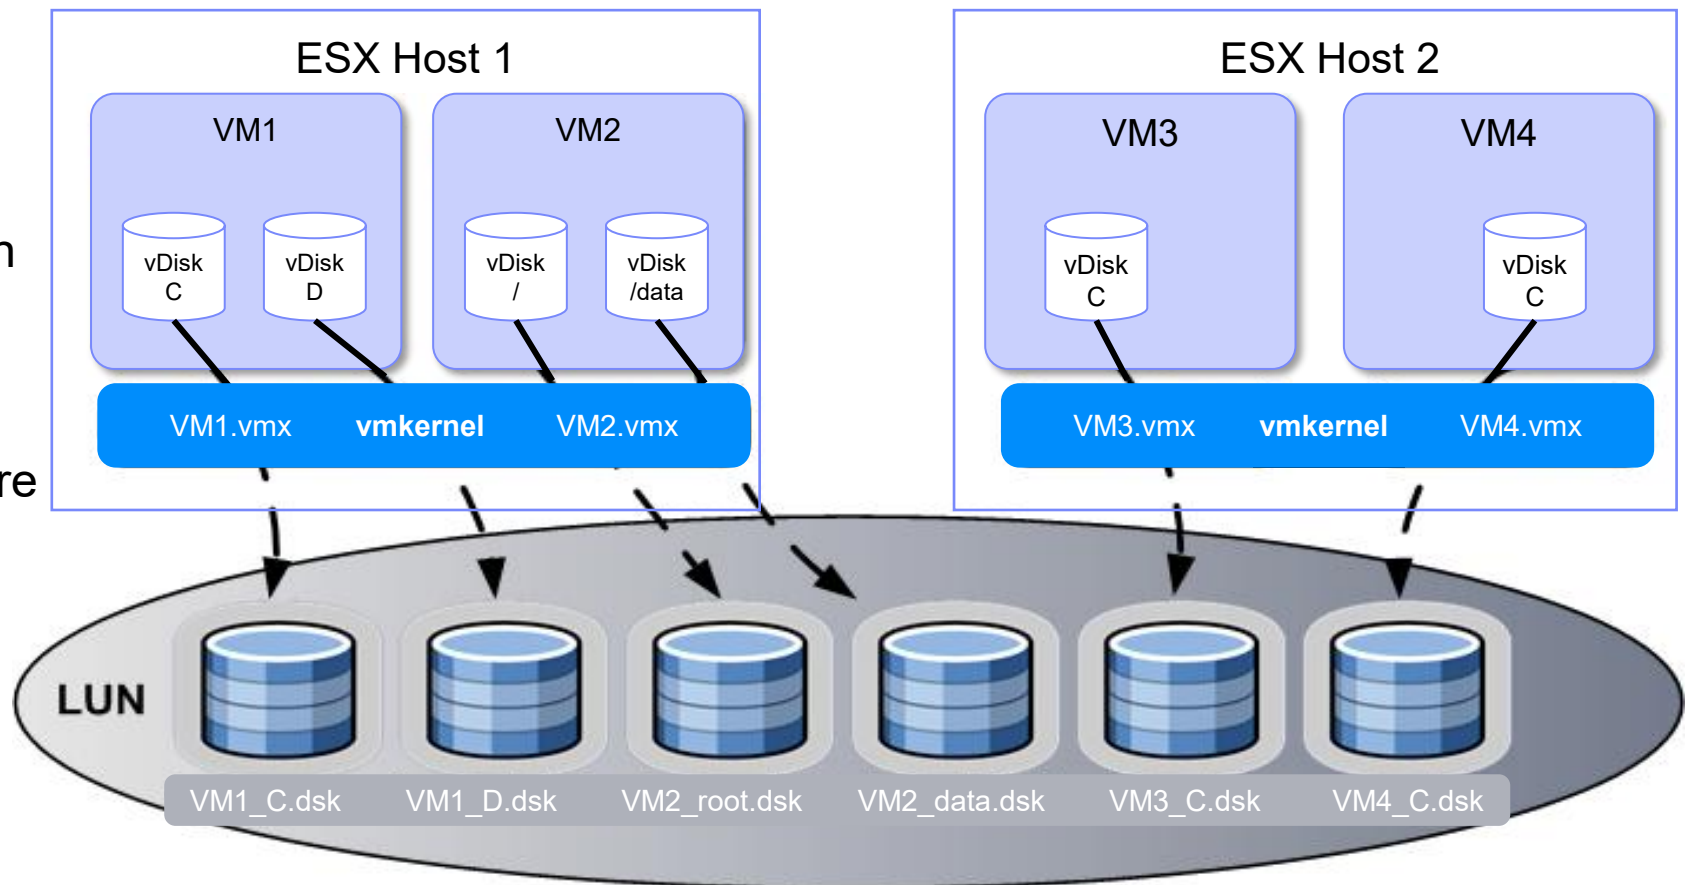 ESX Host 1
ESX Host 2
VM1
VM2
VM3
VM4
vDisk
C
vDisk
D
vDisk
/
vDisk
/data
vDisk
C
vDisk
C
n
re
VM1.vmx vmkernel VM2.vmx
VM3.vmx vmkernel VM4.vmx
LUN
VM1_C.dsk VM1_D.dsk VM2_root.dsk VM2_data.dsk VM3_C.dsk VM4_C.dsk